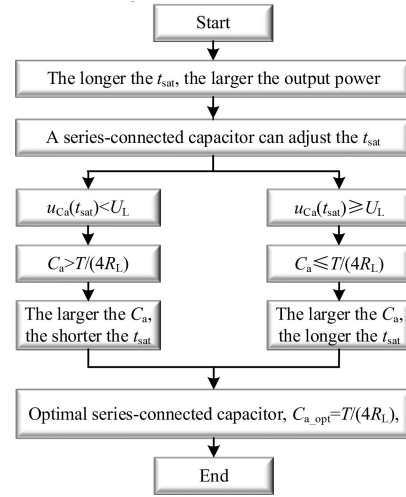 Start
The longer the tsat, the larger the output power
A series-connected capacitor can adjust the tsat
uCa(tsat)<UL
uCa(tsat)≥UL
Ca>T/(4RL)
Ca≤T/(4RL)
The larger the Ca,
the shorter the tsat
The larger the Ca,
the longer the tsat
Optimal series-connected capacitor, Ca_opt=T/(4RL),
End